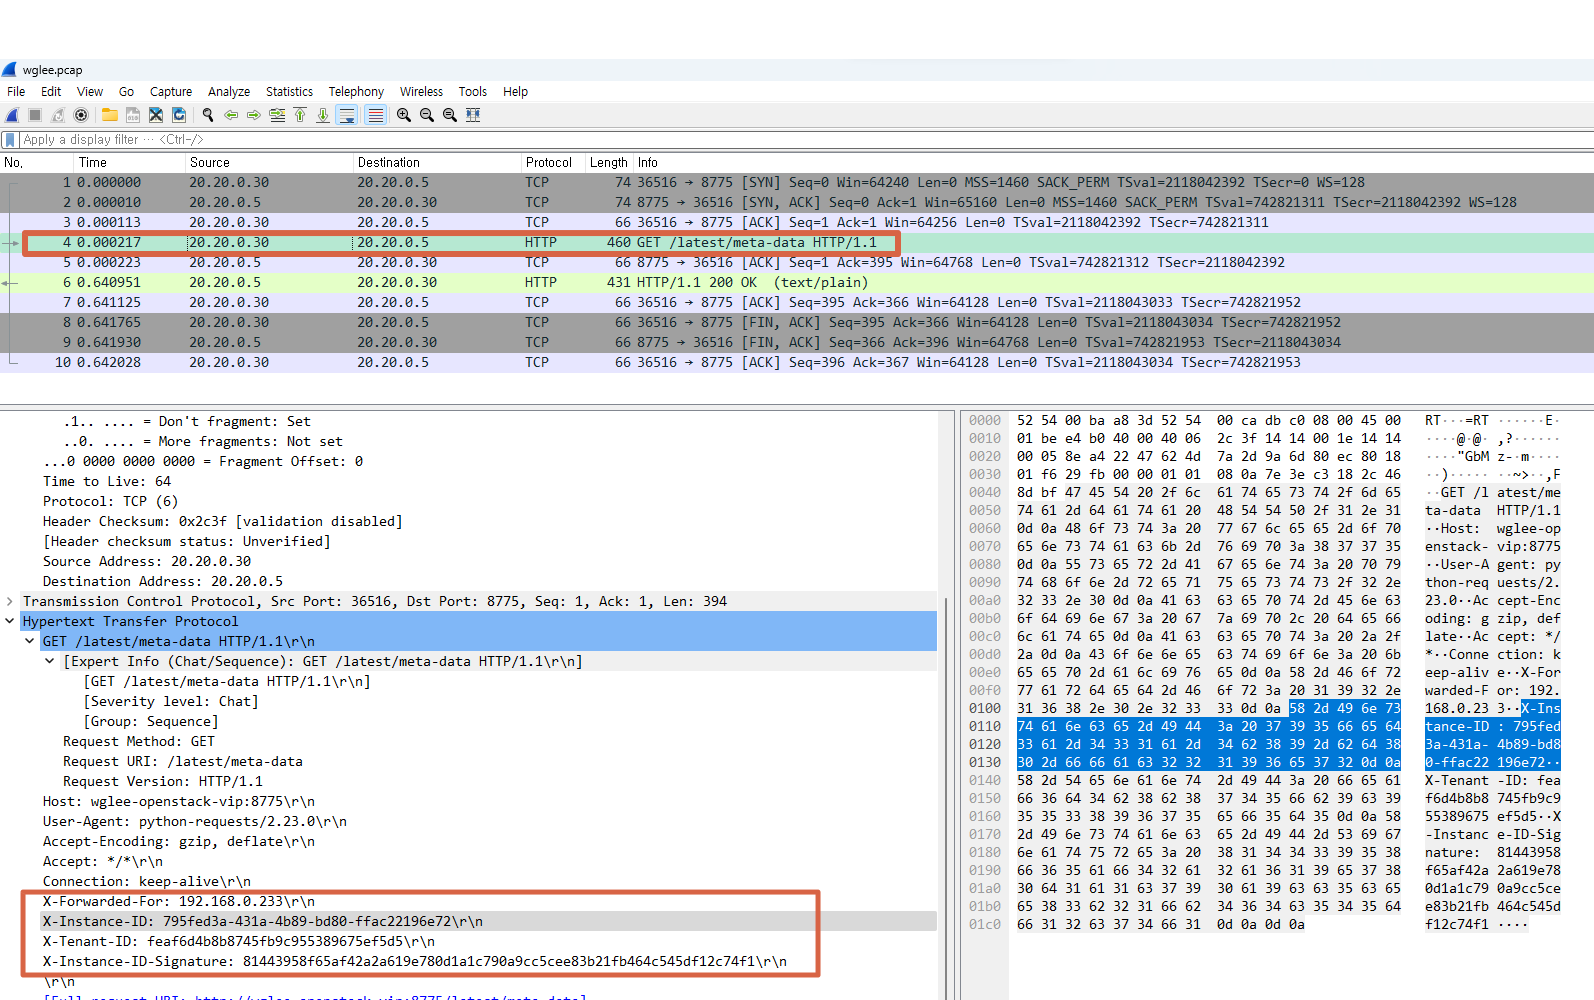 wglee.pcap
File Edit View Go Capture Analyze Statistics Telephony Wireless Tools Help
Apply a display filter ··· <Ctrl-/>
No. Time Source Destination Protocol Length Info
1 0.000000 20.20.0.30 20.20.0.5 TCP 74 36516 → 8775 [SYN] Seq=0 Win=64240 Len=0 MSS=1460 SACK_PERM TSval=2118042392 TSecr=0 WS=128
2 0.000010 20.20.0.5 20.20.0.30 TCP 74 8775 → 36516 [SYN, ACK] Seq=0 Ack=1 Win=65160 Len=0 MSS=1460 SACK_PERM TSval=742821311 TSecr=2118042392 WS=128
3 0.000113 20.20.0.30 20.20.0.5 TCP 66 36516 → 8775 [ACK] Seq=1 Ack=1 Win=64256 Len=0 TSval=2118042392 TSecr=742821311
4 0.000217 20.20.0.30 20.20.0.5 HTTP 460 GET /latest/meta-data HTTP/1.1
5 0.000223 20.20.0.5 20.20.0.30 TCP 66 8775 → 36516 [ACK] Seq=1 Ack=395 Win=64768 Len=0 TSval=742821312 TSecr=2118042392
6 0.640951 20.20.0.5 20.20.0.30 HTTP 431 HTTP/1.1 200 OK (text/plain)
7 0.641125 20.20.0.30 20.20.0.5 TCP 66 36516 → 8775 [ACK] Seq=395 Ack=366 Win=64128 Len=0 TSval=2118043033 TSecr=742821952
8 0.641765 20.20.0.30 20.20.0.5 TCP 66 36516 → 8775 [FIN, ACK] Seq=395 Ack=366 Win=64128 Len=0 TSval=2118043034 TSecr=742821952
9 0.641930 20.20.0.5 20.20.0.30 TCP 66 8775 → 36516 [FIN, ACK] Seq=366 Ack=396 Win=64768 Len=0 TSval=742821953 TSecr=2118043034
10 0.642028 20.20.0.30 20.20.0.5 TCP 66 36516 → 8775 [ACK] Seq=396 Ack=367 Win=64128 Len=0 TSval=2118043034 TSecr=742821953
.1.. .... = Don't fragment: Set
..0. .... = More fragments: Not set
...0 0000 0000 0000 = Fragment Offset: 0
Time to Live: 64
Protocol: TCP (6)
Header Checksum: 0x2c3f [validation disabled]
[Header checksum status: Unverified]
Source Address: 20.20.0.30
Destination Address: 20.20.0.5
Transmission Control Protocol, Src Port: 36516, Dst Port: 8775, Seq: 1, Ack: 1, Len: 394
Hypertext Transfer Protocol
GET /latest/meta-data HTTP/1.1\r\n
[Expert Info (Chat/Sequence): GET /latest/meta-data HTTP/1.1\r\n]
[GET /latest/meta-data HTTP/1.1\r\n]
[Severity level: Chat]
[Group: Sequence]
Request Method: GET
Request URI: /latest/meta-data
Request Version: HTTP/1.1
Host: wglee-openstack-vip:8775\r\n
User-Agent: python-requests/2.23.0\r\n
Accept-Encoding: gzip, deflate\r\n
Accept: */*\r\n
Connection: keep-alive\r\n
X-Forwarded-For: 192.168.0.233\r\n
X-Instance-ID: 795fed3a-431a-4b89-bd80-ffac22196e72\r\n
X-Tenant-ID: feaf6d4b8b8745fb9c955389675ef5d5\r\n
X-Instance-ID-Signature: 81443958f65af42a2a619e780d1a1c790a9cc5cee83b21fb464c545df12c74f1\r\n
\r\n
[Full request URI: http://wglee-openstack-vip:8775/latest/meta-data]
0000 52 54 00 ba a8 3d 52 54 00 ca db c0 08 00 45 00 RT···=RT ······E·
0010 01 be e4 b0 40 00 40 06 2c 3f 14 14 00 1e 14 14 ····@·@· ,?······
0020 00 05 8e a4 22 47 62 4d 7a 2d 9a 6d 80 ec 80 18 ····"GbM z-·m····
0030 01 f6 29 fb 00 00 01 01 08 0a 7e 3e c3 18 2c 46 ··)····· ··~>··,F
0040 8d bf 47 45 54 20 2f 6c 61 74 65 73 74 2f 6d 65 ··GET /l atest/me
0050 74 61 2d 64 61 74 61 20 48 54 54 50 2f 31 2e 31 ta-data HTTP/1.1
0060 0d 0a 48 6f 73 74 3a 20 77 67 6c 65 65 2d 6f 70 ··Host: wglee-op
0070 65 6e 73 74 61 63 6b 2d 76 69 70 3a 38 37 37 35 enstack- vip:8775
0080 0d 0a 55 73 65 72 2d 41 67 65 6e 74 3a 20 70 79 ··User-A gent: py
0090 74 68 6f 6e 2d 72 65 71 75 65 73 74 73 2f 32 2e thon-req uests/2.
00a0 32 33 2e 30 0d 0a 41 63 63 65 70 74 2d 45 6e 63 23.0··Ac cept-Enc
00b0 6f 64 69 6e 67 3a 20 67 7a 69 70 2c 20 64 65 66 oding: g zip, def
00c0 6c 61 74 65 0d 0a 41 63 63 65 70 74 3a 20 2a 2f late··Ac cept: */
00d0 2a 0d 0a 43 6f 6e 6e 65 63 74 69 6f 6e 3a 20 6b *··Conne ction: k
00e0 65 65 70 2d 61 6c 69 76 65 0d 0a 58 2d 46 6f 72 eep-aliv e··X-For
00f0 77 61 72 64 65 64 2d 46 6f 72 3a 20 31 39 32 2e warded-F or: 192.
0100 31 36 38 2e 30 2e 32 33 33 0d 0a 58 2d 49 6e 73 168.0.23 3··X-Ins
0110 74 61 6e 63 65 2d 49 44 3a 20 37 39 35 66 65 64 tance-ID : 795fed
0120 33 61 2d 34 33 31 61 2d 34 62 38 39 2d 62 64 38 3a-431a- 4b89-bd8
0130 30 2d 66 66 61 63 32 32 31 39 36 65 37 32 0d 0a 0-ffac22 196e72··
0140 58 2d 54 65 6e 61 6e 74 2d 49 44 3a 20 66 65 61 X-Tenant -ID: fea
0150 66 36 64 34 62 38 62 38 37 34 35 66 62 39 63 39 f6d4b8b8 745fb9c9
0160 35 35 33 38 39 36 37 35 65 66 35 64 35 0d 0a 58 55389675 ef5d5··X
0170 2d 49 6e 73 74 61 6e 63 65 2d 49 44 2d 53 69 67 -Instanc e-ID-Sig
0180 6e 61 74 75 72 65 3a 20 38 31 34 34 33 39 35 38 nature: 81443958
0190 66 36 35 61 66 34 32 61 32 61 36 31 39 65 37 38 f65af42a 2a619e78
01a0 30 64 31 61 31 63 37 39 30 61 39 63 63 35 63 65 0d1a1c79 0a9cc5ce
01b0 65 38 33 62 32 31 66 62 34 36 34 63 35 34 35 64 e83b21fb 464c545d
01c0 66 31 32 63 37 34 66 31 0d 0a 0d 0a f12c74f1 ····